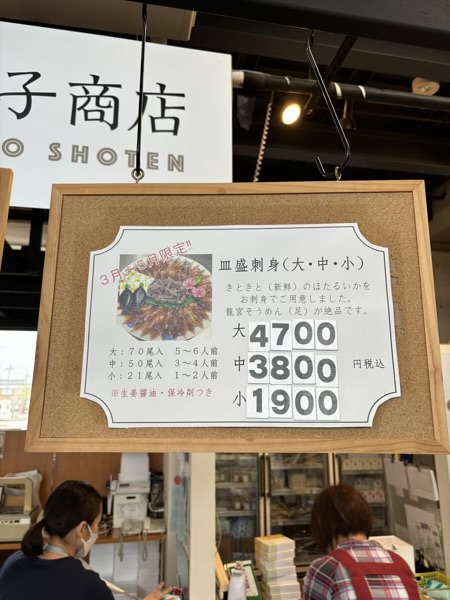 子商店
O SHOTEN
皿盛刺身(大・中・小)
きときと(新鮮)のほたるいかを
お刺身でご用意しました。
龍宮そうめん(足)が絶品です。
大 4700
中 3800 円税込
小 1900
大:70尾入 5~6人前
中:50尾入 3~4人前
小:21尾入 1~2人前
※生姜醤油・保冷剤つき